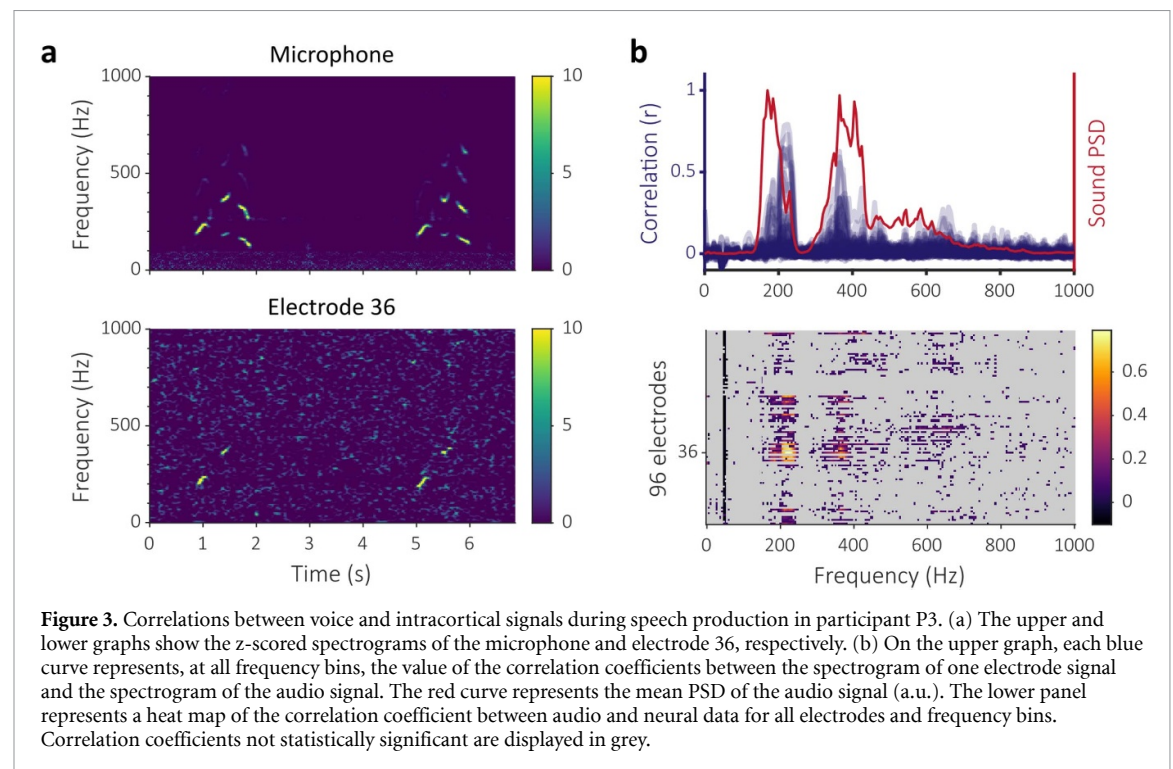 a
Microphone
1000
500
0
Frequency (Hz)
10
5
0
Electrode 36
1000
500
0
Frequency (Hz)
10
5
0
0 1 2 3 4 5 6
Time (s)
b
1
0.5
0
Correlation (r)
Sound PSD
0 200 400 600 800 1000
96 electrodes
36
0.6
0.4
0.2
0
0 200 400 600 800 1000
Frequency (Hz)
Figure 3. Correlations between voice and intracortical signals during speech production in participant P3. (a) The upper and
lower graphs show the z-scored spectrograms of the microphone and electrode 36, respectively. (b) On the upper graph, each blue
curve represents, at all frequency bins, the value of the correlation coefficients between the spectrogram of one electrode signal
and the spectrogram of the audio signal. The red curve represents the mean PSD of the audio signal (a.u.). The lower panel
represents a heat map of the correlation coefficient between audio and neural data for all electrodes and frequency bins.
Correlation coefficients not statistically significant are displayed in grey.